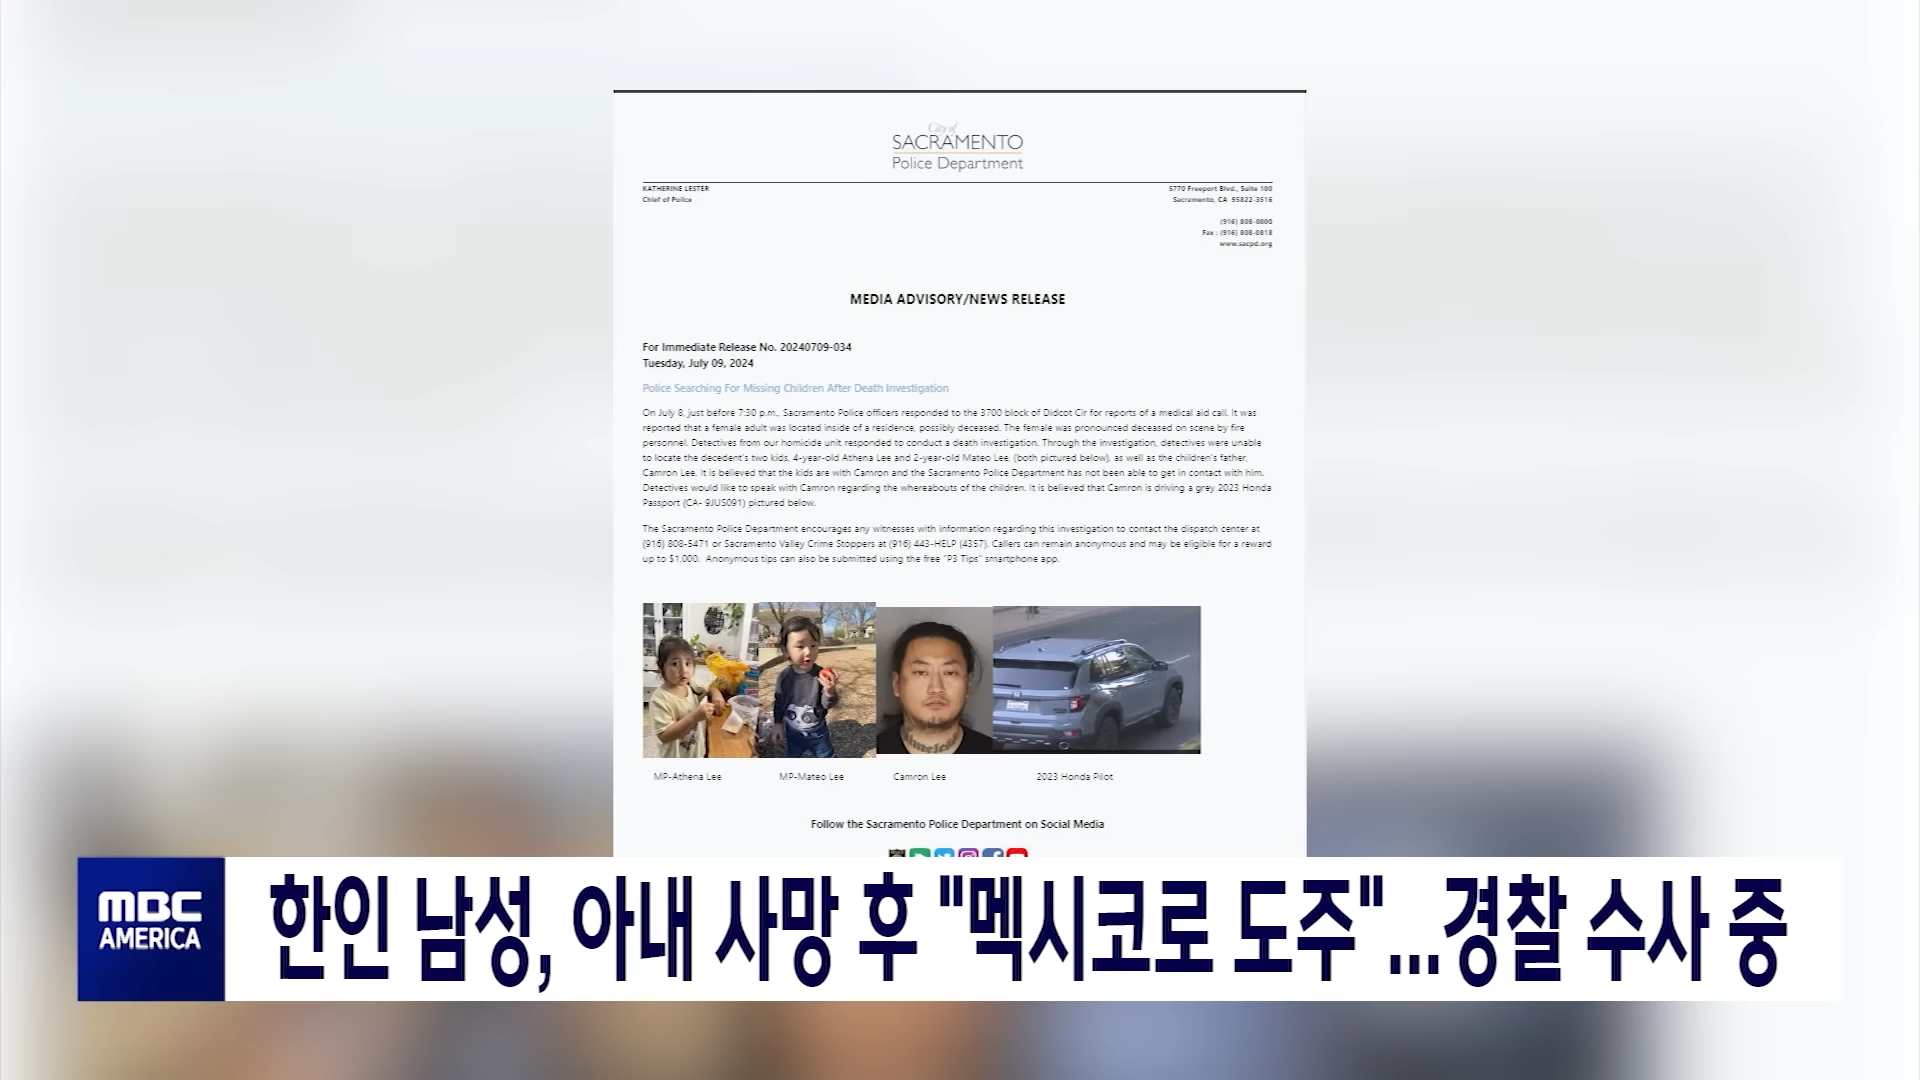 City of
SACRAMENTO
Police Department
KATHERINE LESTER
Chief of Police
5770 Freeport Blvd., Suite 100
Sacramento, CA 95822-3516
(916) 808-0800
Fax : (916) 808-0818
www.sacpd.org
MEDIA ADVISORY/NEWS RELEASE
For Immediate Release No. 20240709-034
Tuesday, July 09, 2024
Police Searching For Missing Children After Death Investigation
On July 8, just before 7:30 p.m., Sacramento Police officers responded to the 3700 block of Didcot Cir for reports of a medical aid call. It was
reported that a female adult was located inside of a residence, possibly deceased. The female was pronounced deceased on scene by fire
personnel. Detectives from our homicide unit responded to conduct a death investigation. Through the investigation, detectives were unable
to locate the decedent's two kids, 4-year-old Athena Lee and 2-year-old Mateo Lee, (both pictured below), as well as the children's father,
Camron Lee. It is believed that the kids are with Camron and the Sacramento Police Department has not been able to get in contact with him.
Detectives would like to speak with Camron regarding the whereabouts of the children. It is believed that Camron is driving a grey 2023 Honda
Passport (CA- 9JUS091) pictured below.
The Sacramento Police Department encourages any witnesses with information regarding this investigation to contact the dispatch center at
(916) 808-5471 or Sacramento Valley Crime Stoppers at (916) 443-HELP (4357). Callers can remain anonymous and may be eligible for a reward
up to $1,000. Anonymous tips can also be submitted using the free "P3 Tips" smartphone app.
MP-Athena Lee
MP-Mateo Lee
Camron Lee
2023 Honda Pilot
Follow the Sacramento Police Department on Social Media
MBC
AMERICA
한인 남성, 아내 사망 후 "멕시코로 도주"...경찰 수사 중